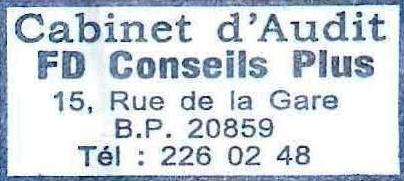 Cabinet d'Audit
FD Conseils Plus
15, Rue de la Gare
B.P. 20859
Tél : 226 02 48